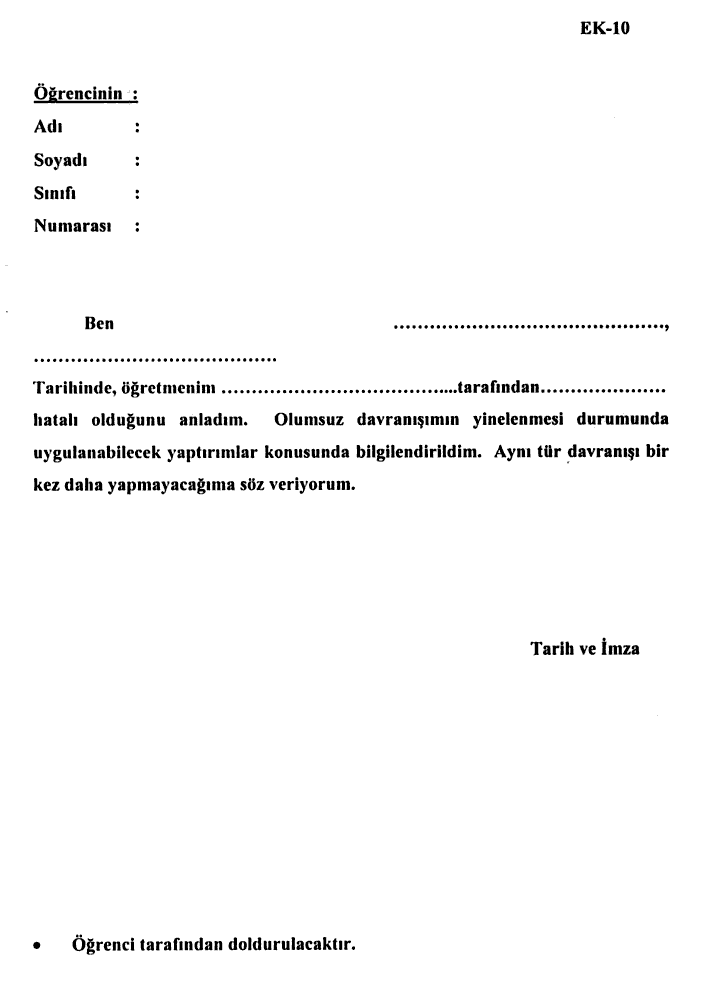 EK-10
Öğrencinin :
Adı :
Soyadı :
Sınıfı :
Numarası :
Ben ............................................,
.......................................
Tarihinde, öğretmenim ..........................................tarafından.....................
hatalı olduğunu anladım. Olumsuz davranışımın yinelenmesi durumunda
uygulanabilecek yaptırımlar konusunda bilgilendirildim. Aynı tür davranışı bir
kez daha yapmayacağıma söz veriyorum.
Tarih ve İmza
• Öğrenci tarafından doldurulacaktır.